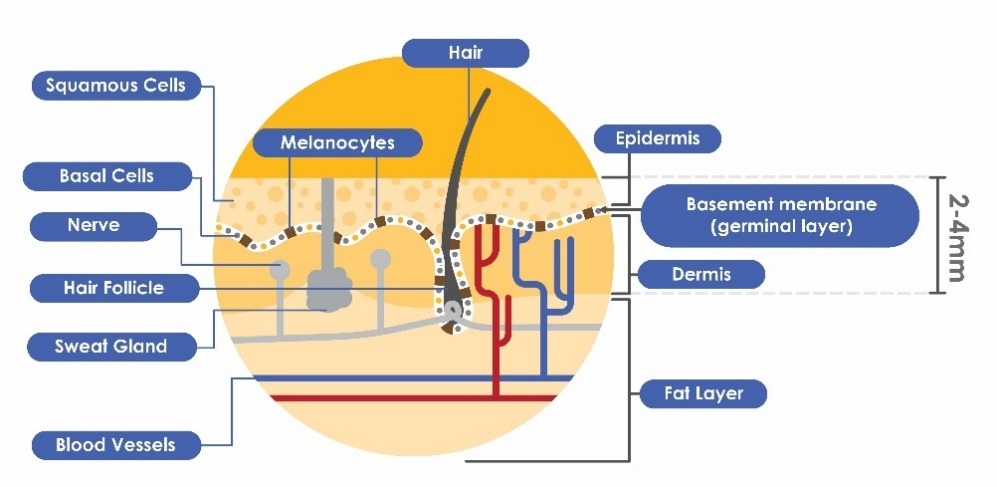 Hair
Squamous Cells
Melanocytes
Epidermis
Basal Cells
Basement membrane
(germinal layer)
Nerve
2-4mm
Dermis
Hair Follicle
Sweat Gland
Fat Layer
Blood Vessels